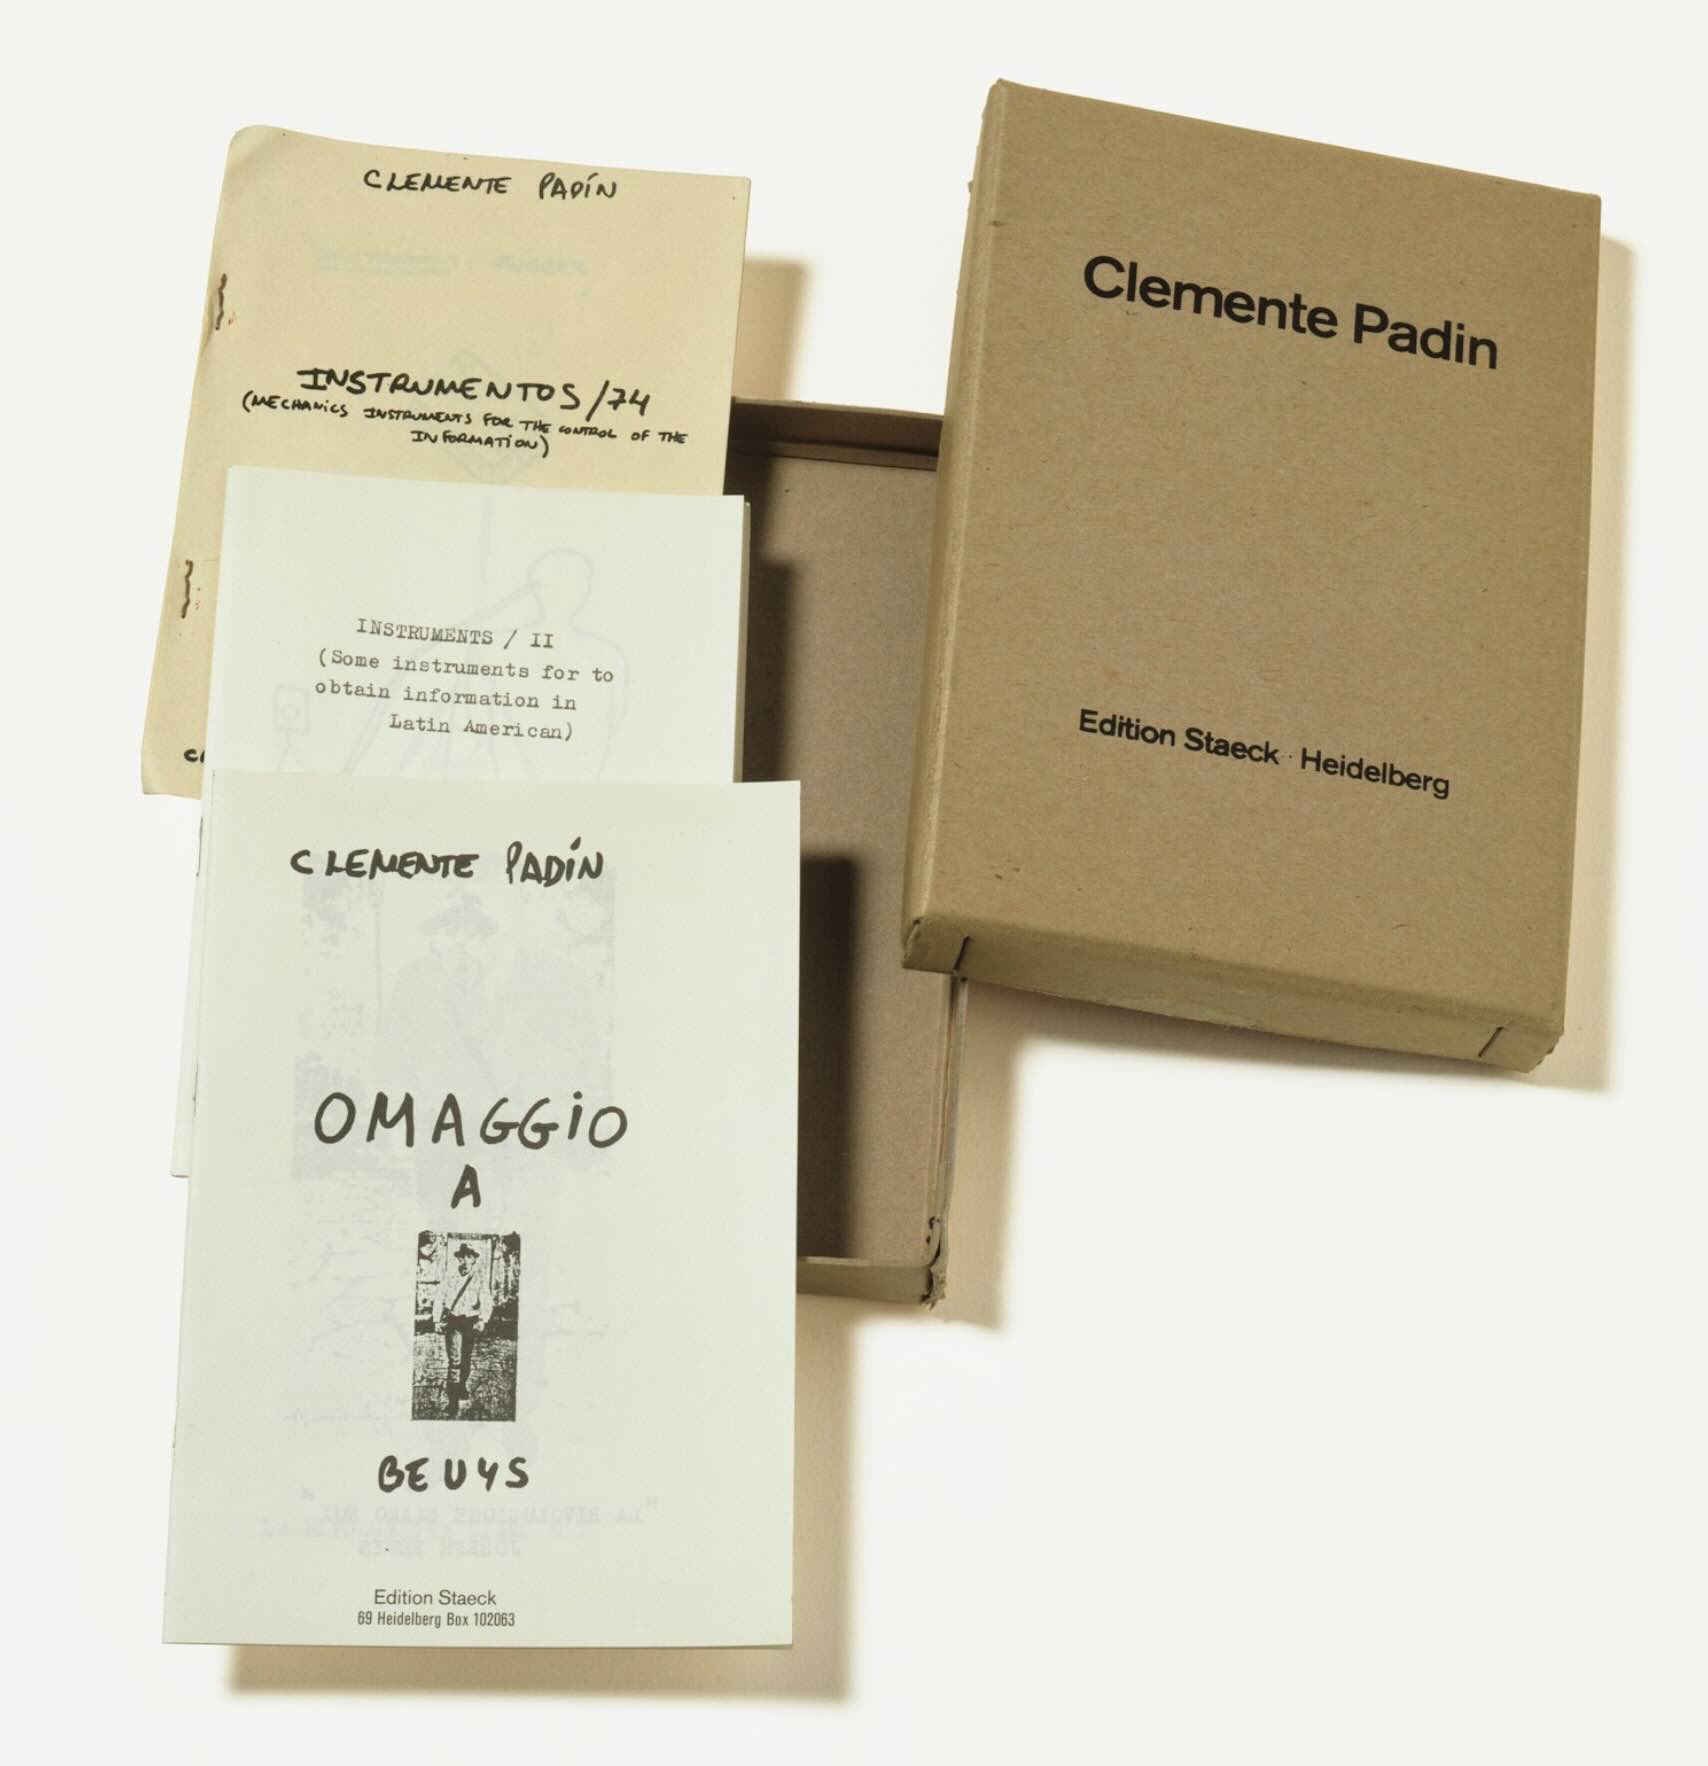 CLEMENTE PADÍN
INSTRUMENTOS/74
(MECHANICS INSTRUMENTS FOR THE CONTROL OF THE
INFORMATION)
INSTRUMENTS / II
(Some instruments for to
obtain information in
Latin American)
CLEMENTE PADÍN
OMAGGIO
A
BEUYS
Edition Staeck
69 Heidelberg Box 102063
Clemente Padin
Edition Staeck · Heidelberg